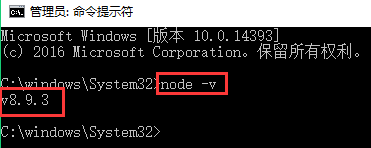 管理员: 命令提示符
Microsoft Windows [版本 10.0.14393]
(c) 2016 Microsoft Corporation。保留所有权利。
C:\windows\System32>node -v
v8.9.3
C:\windows\System32>